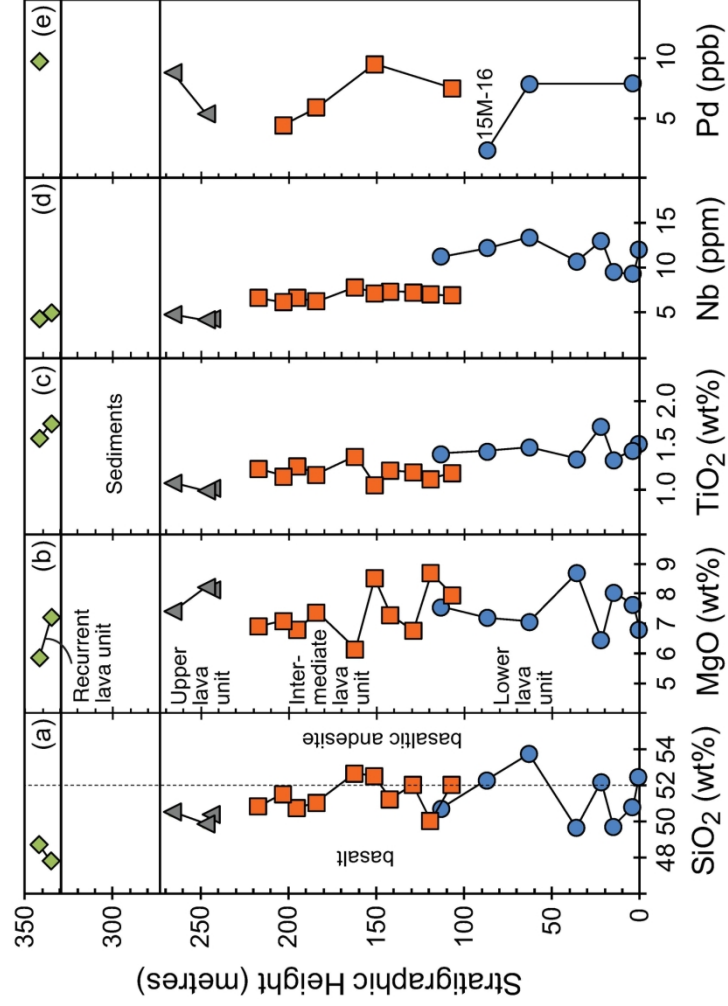 (a)
(b)
(c)
(d)
(e)
350
300
250
200
150
100
50
0
Stratigraphic Height (metres)
basalt
basaltic andesite
48
50
52
54
SiO2 (wt%)
Recurrent
lava unit
Upper
lava
unit
Inter-
mediate
lava
unit
Lower
lava
unit
5
6
7
8
9
MgO (wt%)
Sediments
1.0
1.5
2.0
TiO2 (wt%)
5
10
15
Nb (ppm)
15M-16
5
10
Pd (ppb)